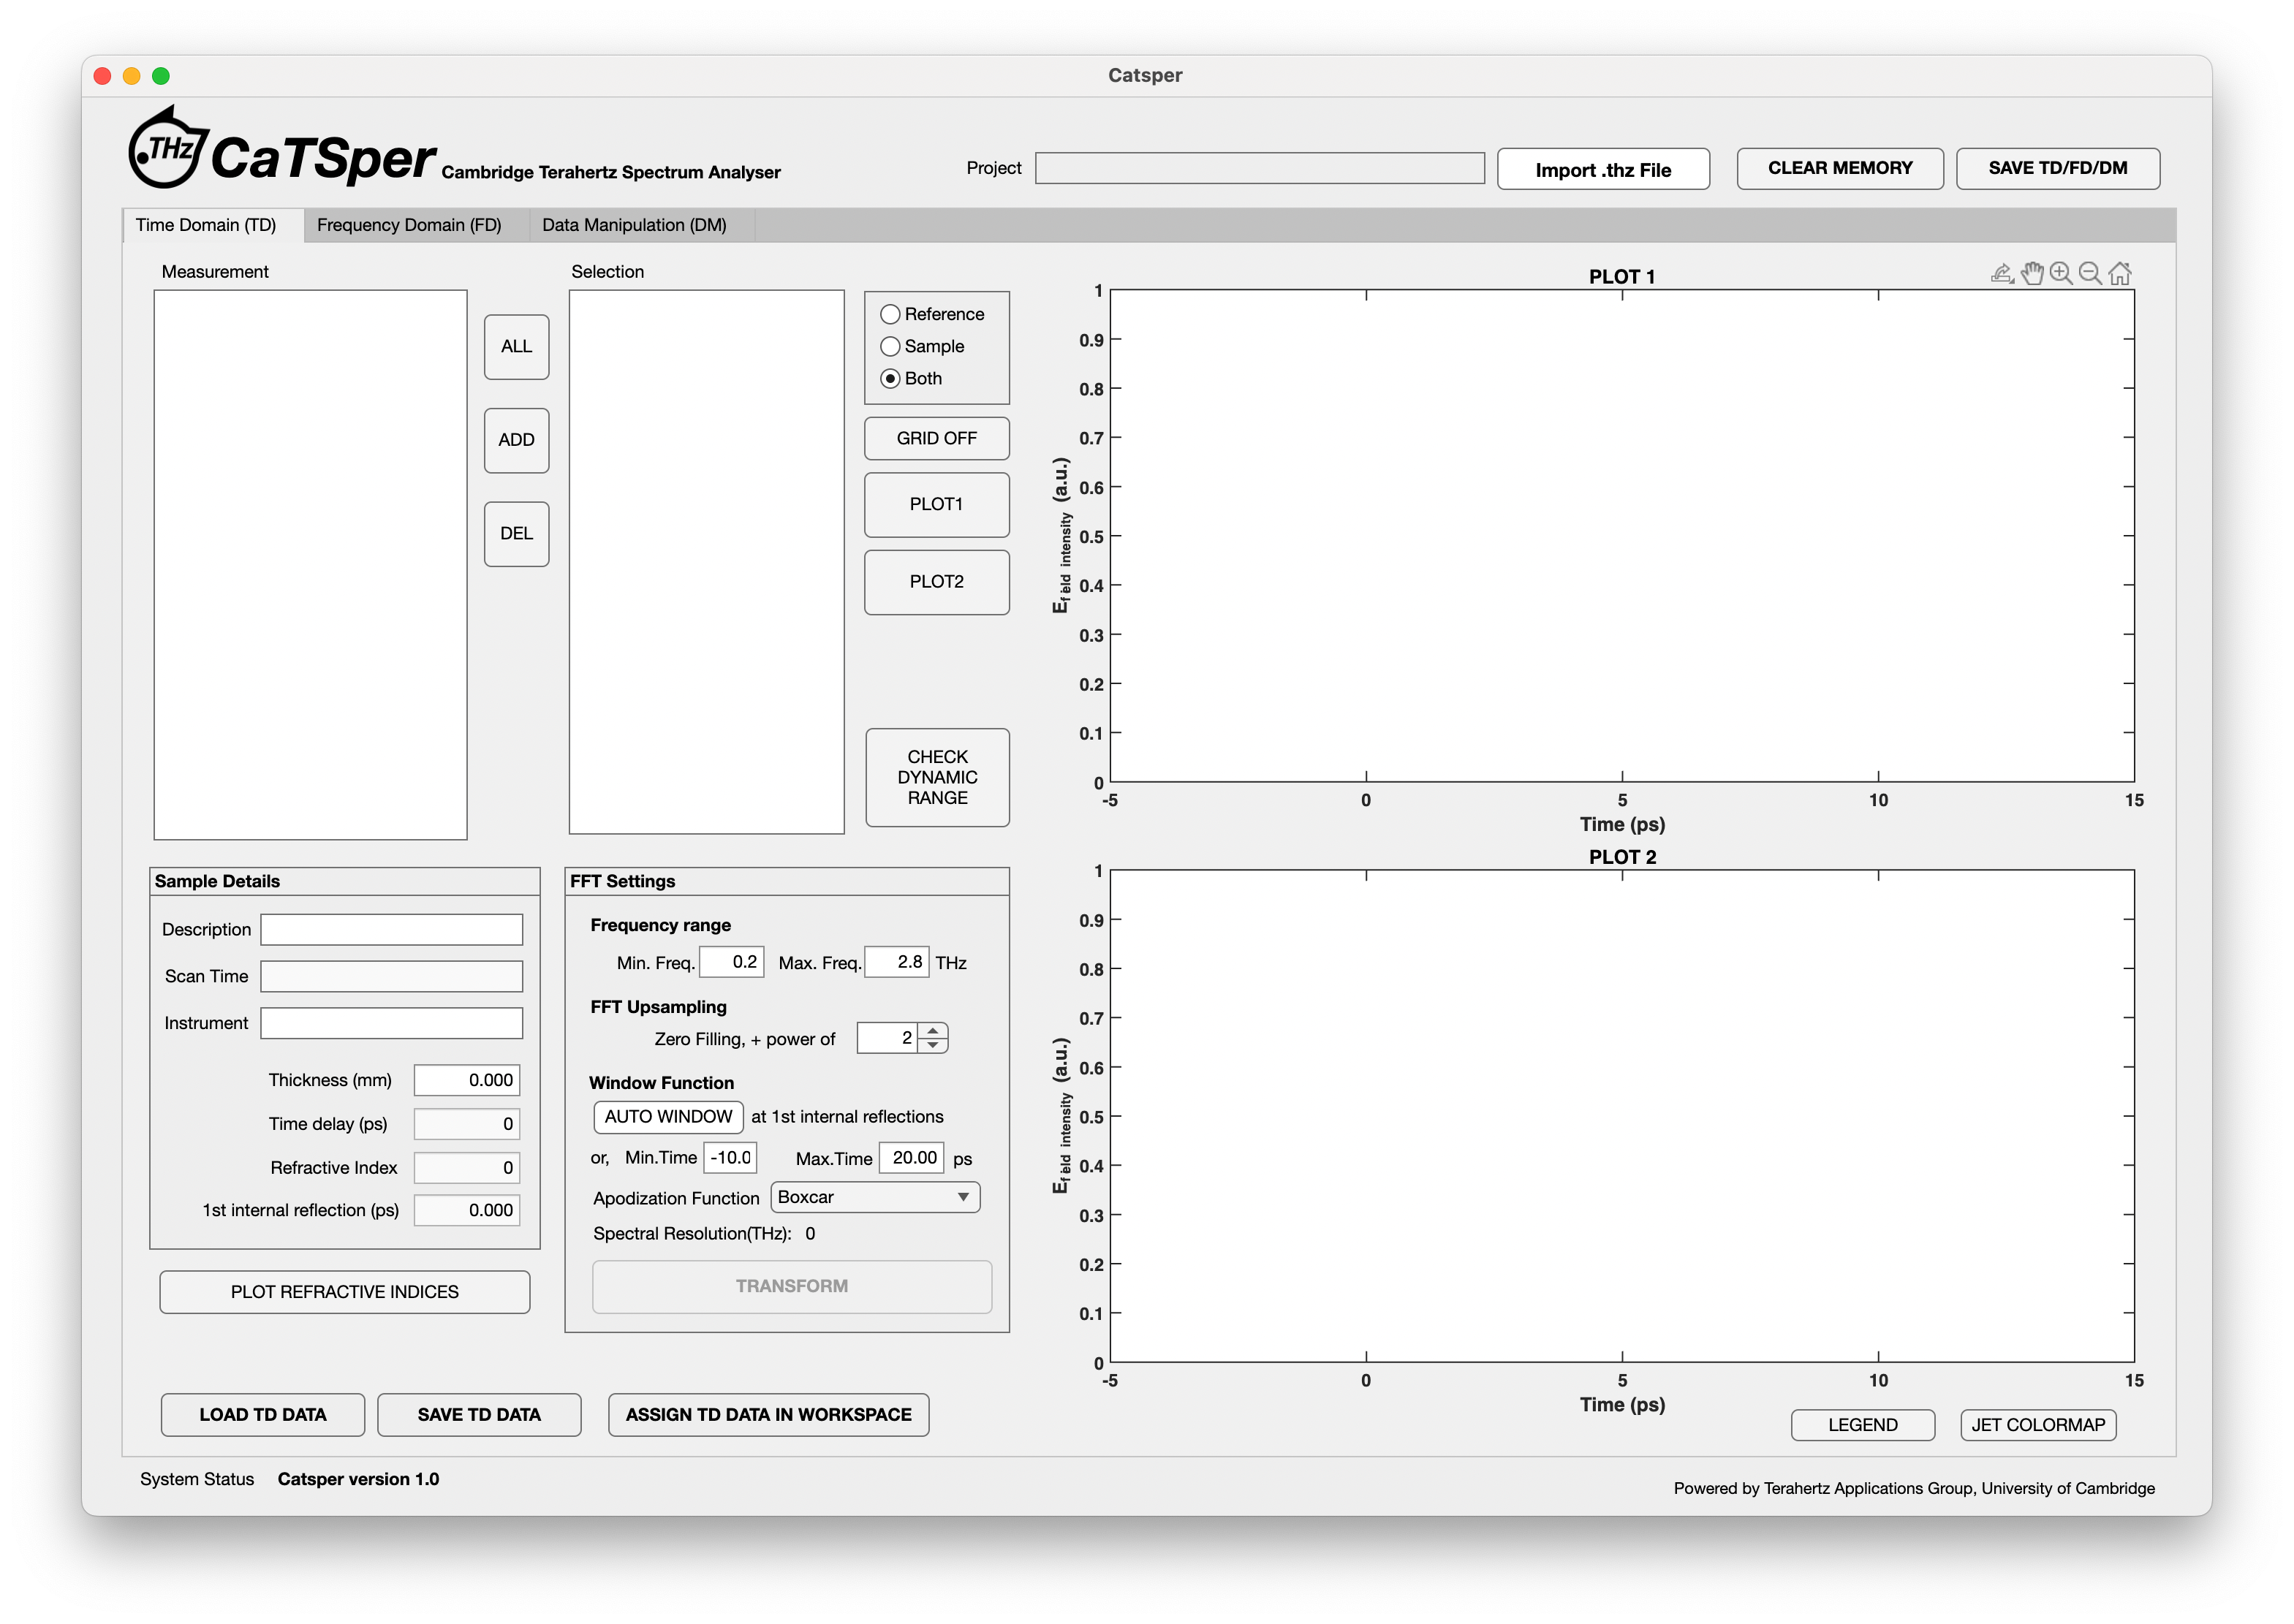 Catsper
.THz CaTSper Cambridge Terahertz Spectrum Analyser
Project
Import .thz File
CLEAR MEMORY
SAVE TD/FD/DM
Time Domain (TD)
Frequency Domain (FD)
Data Manipulation (DM)
Measurement
Selection
ALL
ADD
DEL
Reference
Sample
Both
GRID OFF
PLOT1
PLOT2
CHECK
DYNAMIC
RANGE
Sample Details
Description
Scan Time
Instrument
Thickness (mm) 0.000
Time delay (ps) 0
Refractive Index 0
1st internal reflection (ps) 0.000
PLOT REFRACTIVE INDICES
FFT Settings
Frequency range
Min. Freq. 0.2 Max. Freq. 2.8 THz
FFT Upsampling
Zero Filling, + power of 2
Window Function
AUTO WINDOW at 1st internal reflections
or, Min.Time -10.0 Max.Time 20.00 ps
Apodization Function Boxcar
Spectral Resolution(THz): 0
TRANSFORM
LOAD TD DATA
SAVE TD DATA
ASSIGN TD DATA IN WORKSPACE
PLOT 1
1
0.9
0.8
0.7
0.6
0.5
0.4
0.3
0.2
0.1
0
E field intensity (a.u.)
-5 0 5 10 15
Time (ps)
PLOT 2
1
0.9
0.8
0.7
0.6
0.5
0.4
0.3
0.2
0.1
0
E field intensity (a.u.)
-5 0 5 10 15
Time (ps)
LEGEND
JET COLORMAP
System Status Catsper version 1.0
Powered by Terahertz Applications Group, University of Cambridge